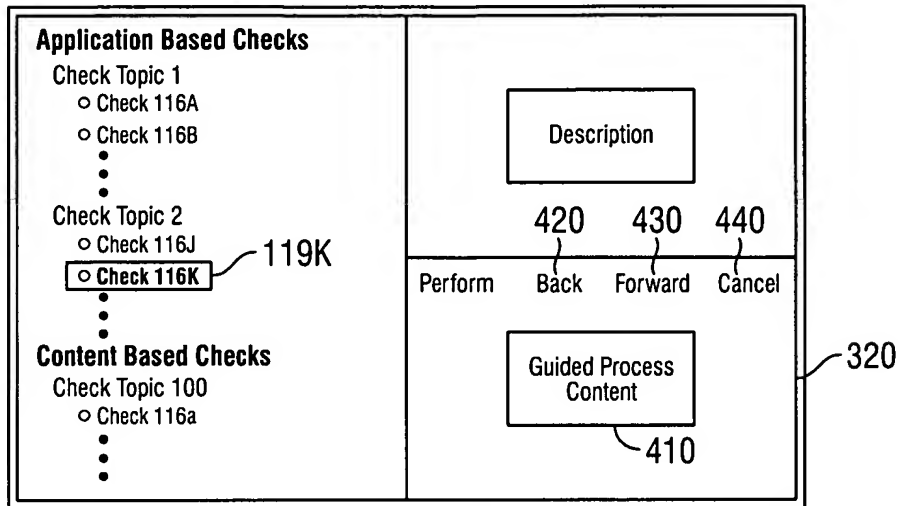 Application Based Checks
Check Topic 1
Check 116A
Check 116B
Check Topic 2
Check 116J
Check 116K
119K
Content Based Checks
Check Topic 100
Check 116a
Description
420 430 440
Perform Back Forward Cancel
Guided Process
Content
410
320